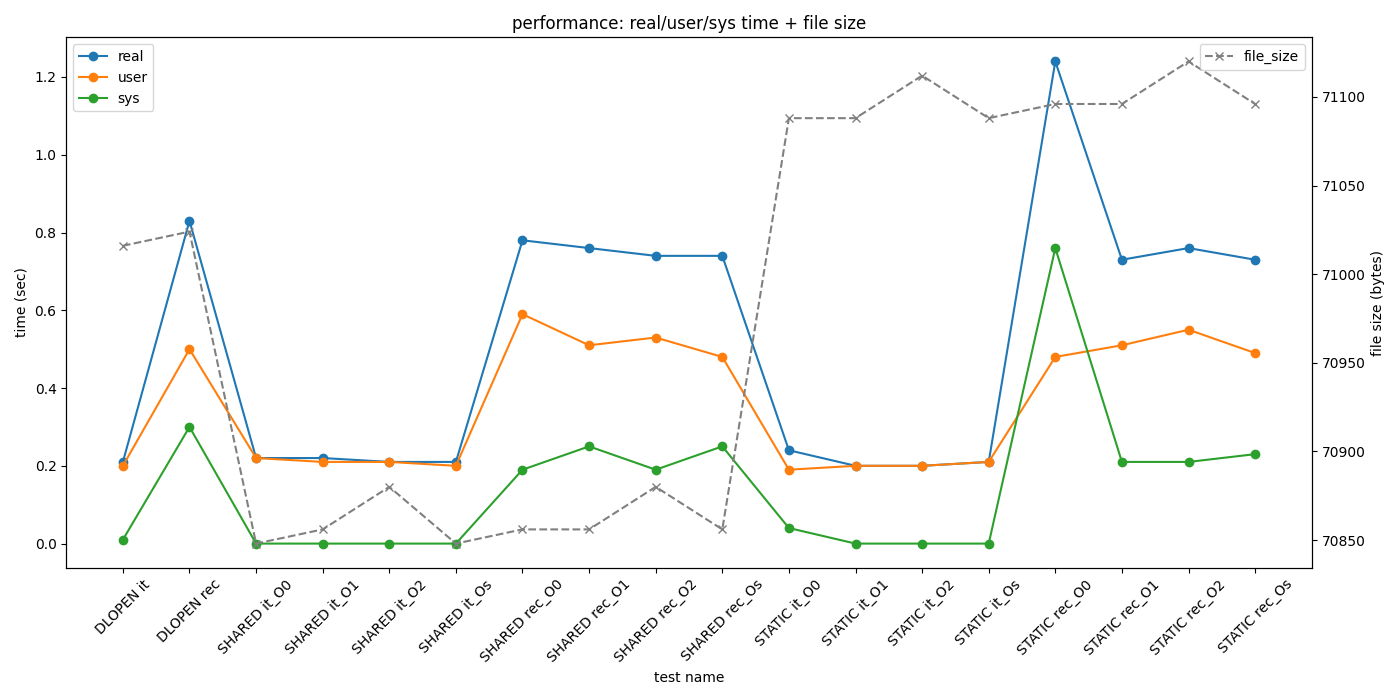 performance: real/user/sys time + file size
real
user
sys
file_size
time (sec)
1.2
1.0
0.8
0.6
0.4
0.2
0.0
71100
71050
71000
70950
70900
70850
file size (bytes)
DLOPEN it
DLOPEN rec
SHARED it_O0
SHARED it_O1
SHARED it_O2
SHARED it_Os
SHARED rec_O0
SHARED rec_O1
SHARED rec_O2
SHARED rec_Os
STATIC it_O0
STATIC it_O1
STATIC it_O2
STATIC it_Os
STATIC rec_O0
STATIC rec_O1
STATIC rec_O2
STATIC rec_Os
test name